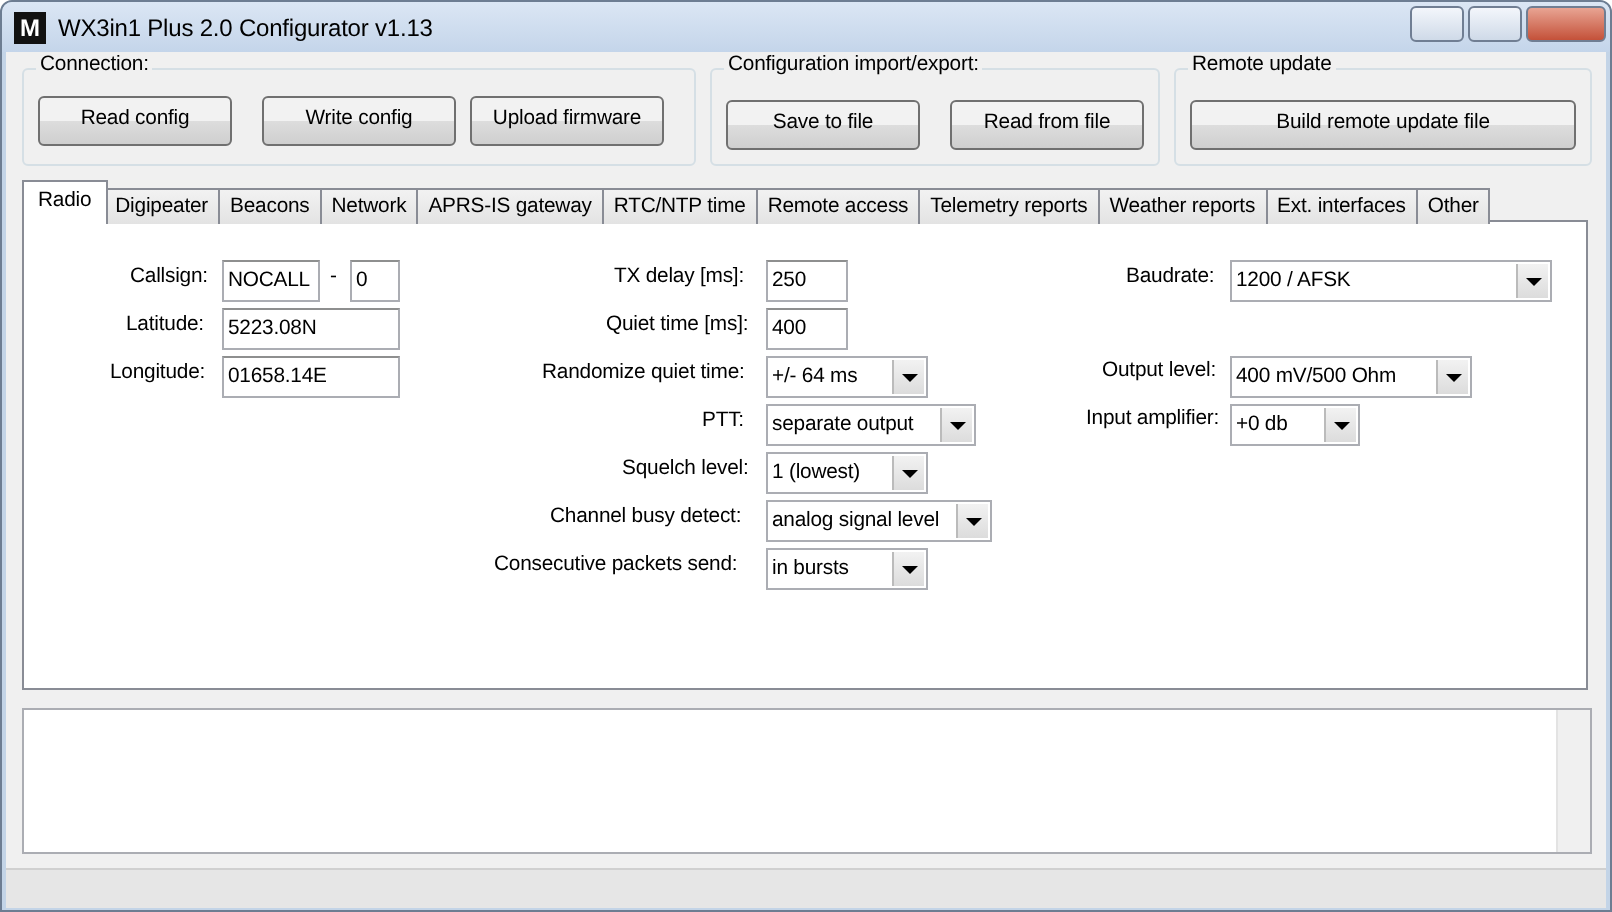 M WX3in1 Plus 2.0 Configurator v1.13
Connection: Configuration import/export: Remote update
Read config Write config Upload firmware Save to file Read from file Build remote update file
Radio Digipeater Beacons Network APRS-IS gateway RTC/NTP time Remote access Telemetry reports Weather reports Ext. interfaces Other
Callsign: NOCALL - 0 TX delay [ms]: 250 Baudrate: 1200 / AFSK
Latitude: 5223.08N Quiet time [ms]: 400
Longitude: 01658.14E Randomize quiet time: +/- 64 ms Output level: 400 mV/500 Ohm
PTT: separate output Input amplifier: +0 db
Squelch level: 1 (lowest)
Channel busy detect: analog signal level
Consecutive packets send: in bursts